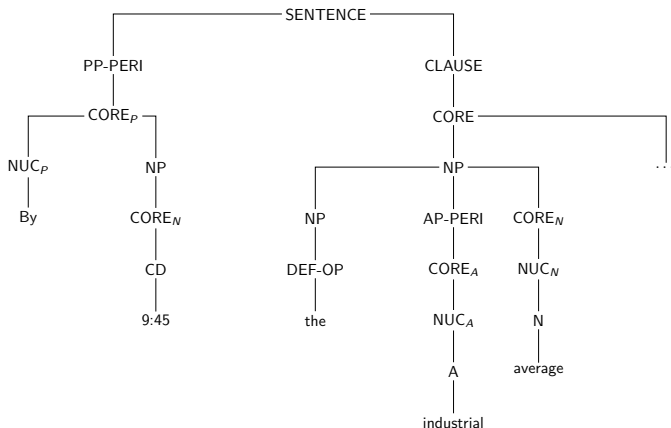 SENTENCE
PP-PERI CLAUSE
CORE_P CORE
NUC_P NP NP ..
By CORE_N NP AP-PERI CORE_N
CD DEF-OP CORE_A NUC_N
9:45 the NUC_A N
A average
industrial